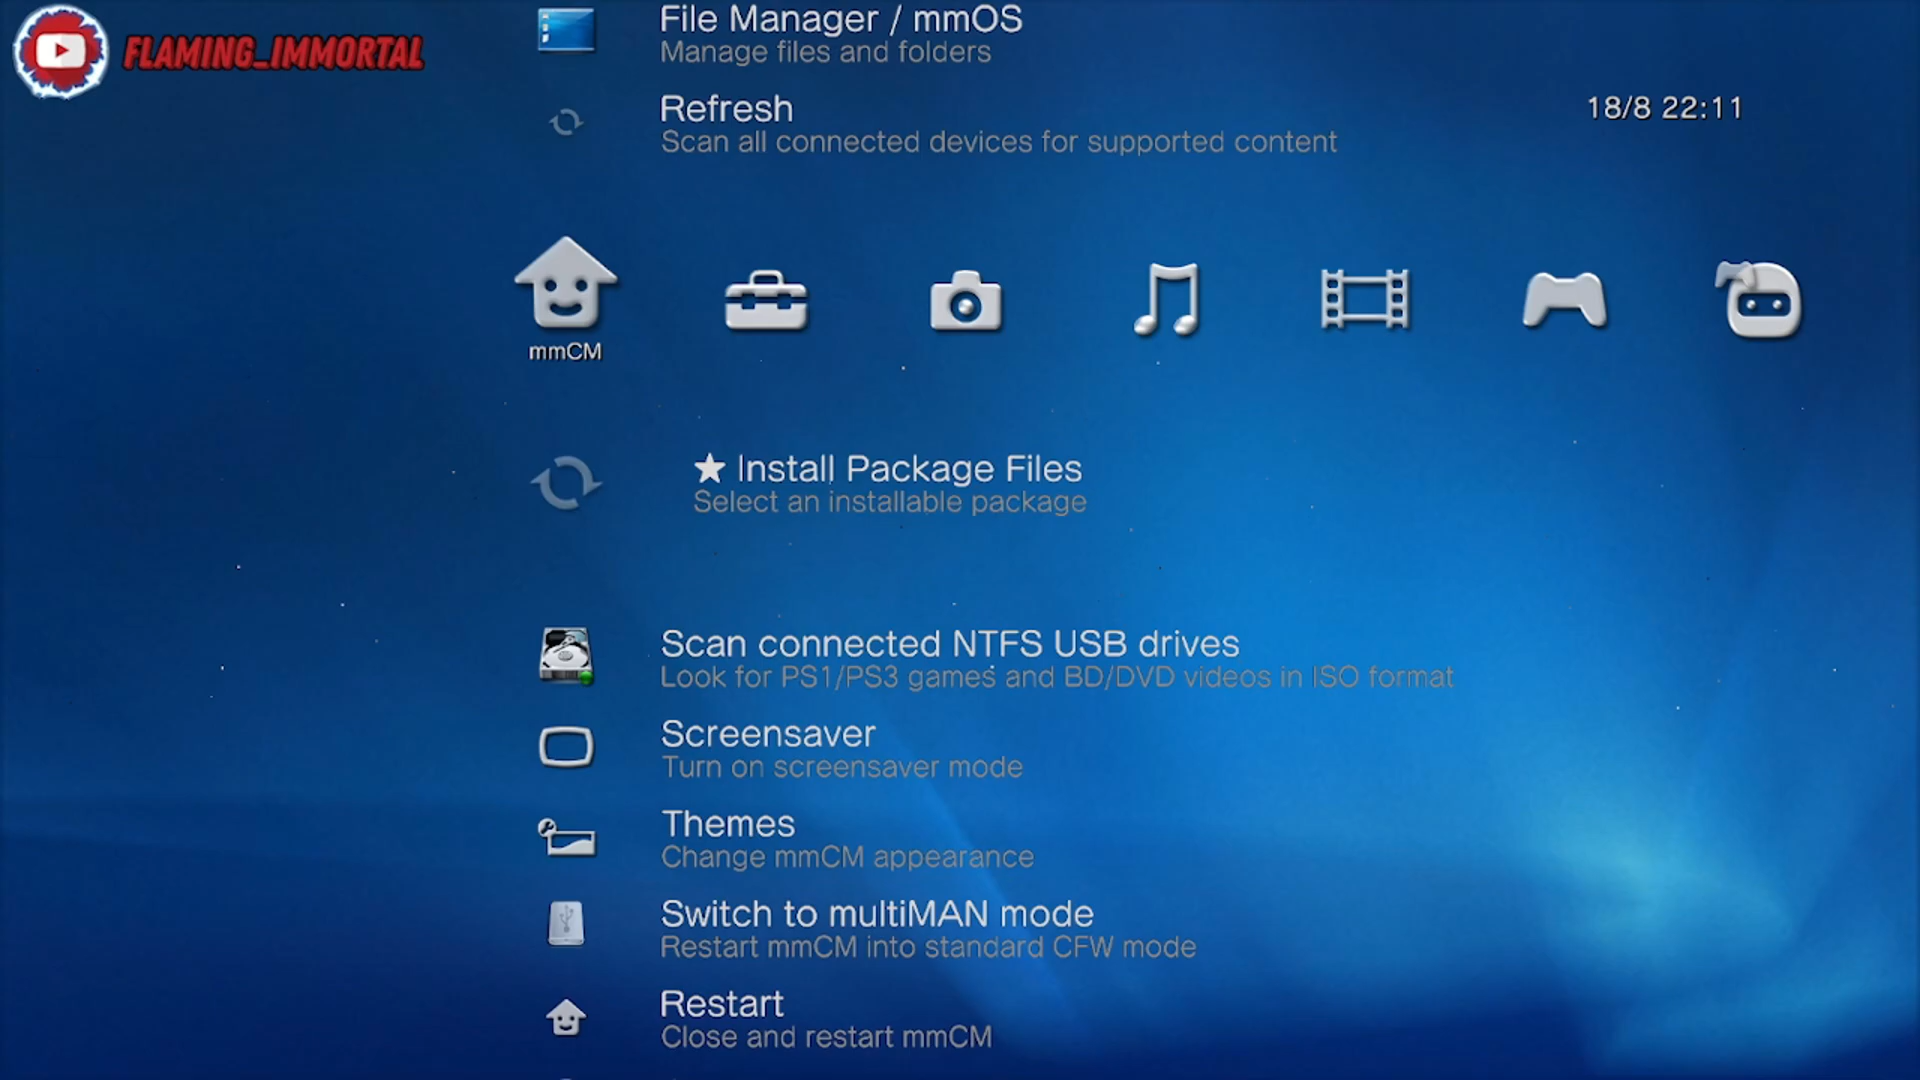 FLAMING_IMMORTAL
File Manager / mmOS
Manage files and folders
Refresh
Scan all connected devices for supported content
18/8 22:11
mmCM
★ Install Package Files
Select an installable package
Scan connected NTFS USB drives
Look for PS1/PS3 games and BD/DVD videos in ISO format
Screensaver
Turn on screensaver mode
Themes
Change mmCM appearance
Switch to multiMAN mode
Restart mmCM into standard CFW mode
Restart
Close and restart mmCM